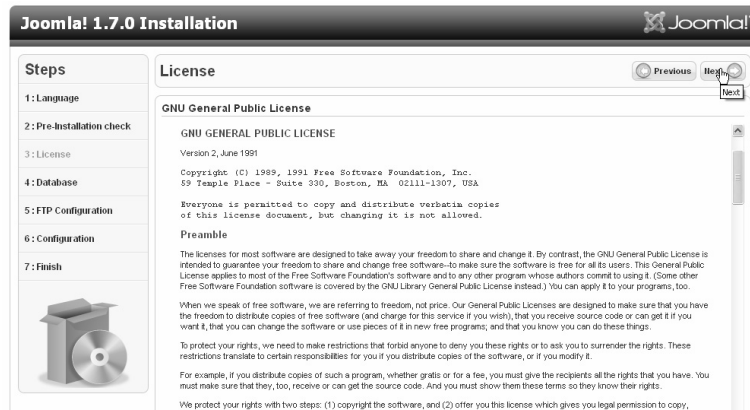 Joomla! 1.7.0 Installation
Joomla!
Steps
1 : Language
2 : Pre-Installation check
3 : License
4 : Database
5 : FTP Configuration
6 : Configuration
7 : Finish
License
Previous
Next
Next
GNU General Public License
GNU GENERAL PUBLIC LICENSE
Version 2, June 1991
Copyright (C) 1989, 1991 Free Software Foundation, Inc.
59 Temple Place - Suite 330, Boston, MA 02111-1307, USA
Everyone is permitted to copy and distribute verbatim copies
of this license document, but changing it is not allowed.
Preamble
The licenses for most software are designed to take away your freedom to share and change it. By contrast, the GNU General Public License is
intended to guarantee your freedom to share and change free software--to make sure the software is free for all its users. This General Public
License applies to most of the Free Software Foundation's software and to any other program whose authors commit to using it. (Some other
Free Software Foundation software is covered by the GNU Library General Public License instead.) You can apply it to your programs, too.
When we speak of free software, we are referring to freedom, not price. Our General Public Licenses are designed to make sure that you have
the freedom to distribute copies of free software (and charge for this service if you wish), that you receive source code or can get it if you
want it, that you can change the software or use pieces of it in new free programs; and that you know you can do these things.
To protect your rights, we need to make restrictions that forbid anyone to deny you these rights or to ask you to surrender the rights. These
restrictions translate to certain responsibilities for you if you distribute copies of the software, or if you modify it.
For example, if you distribute copies of such a program, whether gratis or for a fee, you must give the recipients all the rights that you have. You
must make sure that they, too, receive or can get the source code. And you must show them these terms so they know their rights.
We protect your rights with two steps: (1) copyright the software, and (2) offer you this license which gives you legal permission to copy,